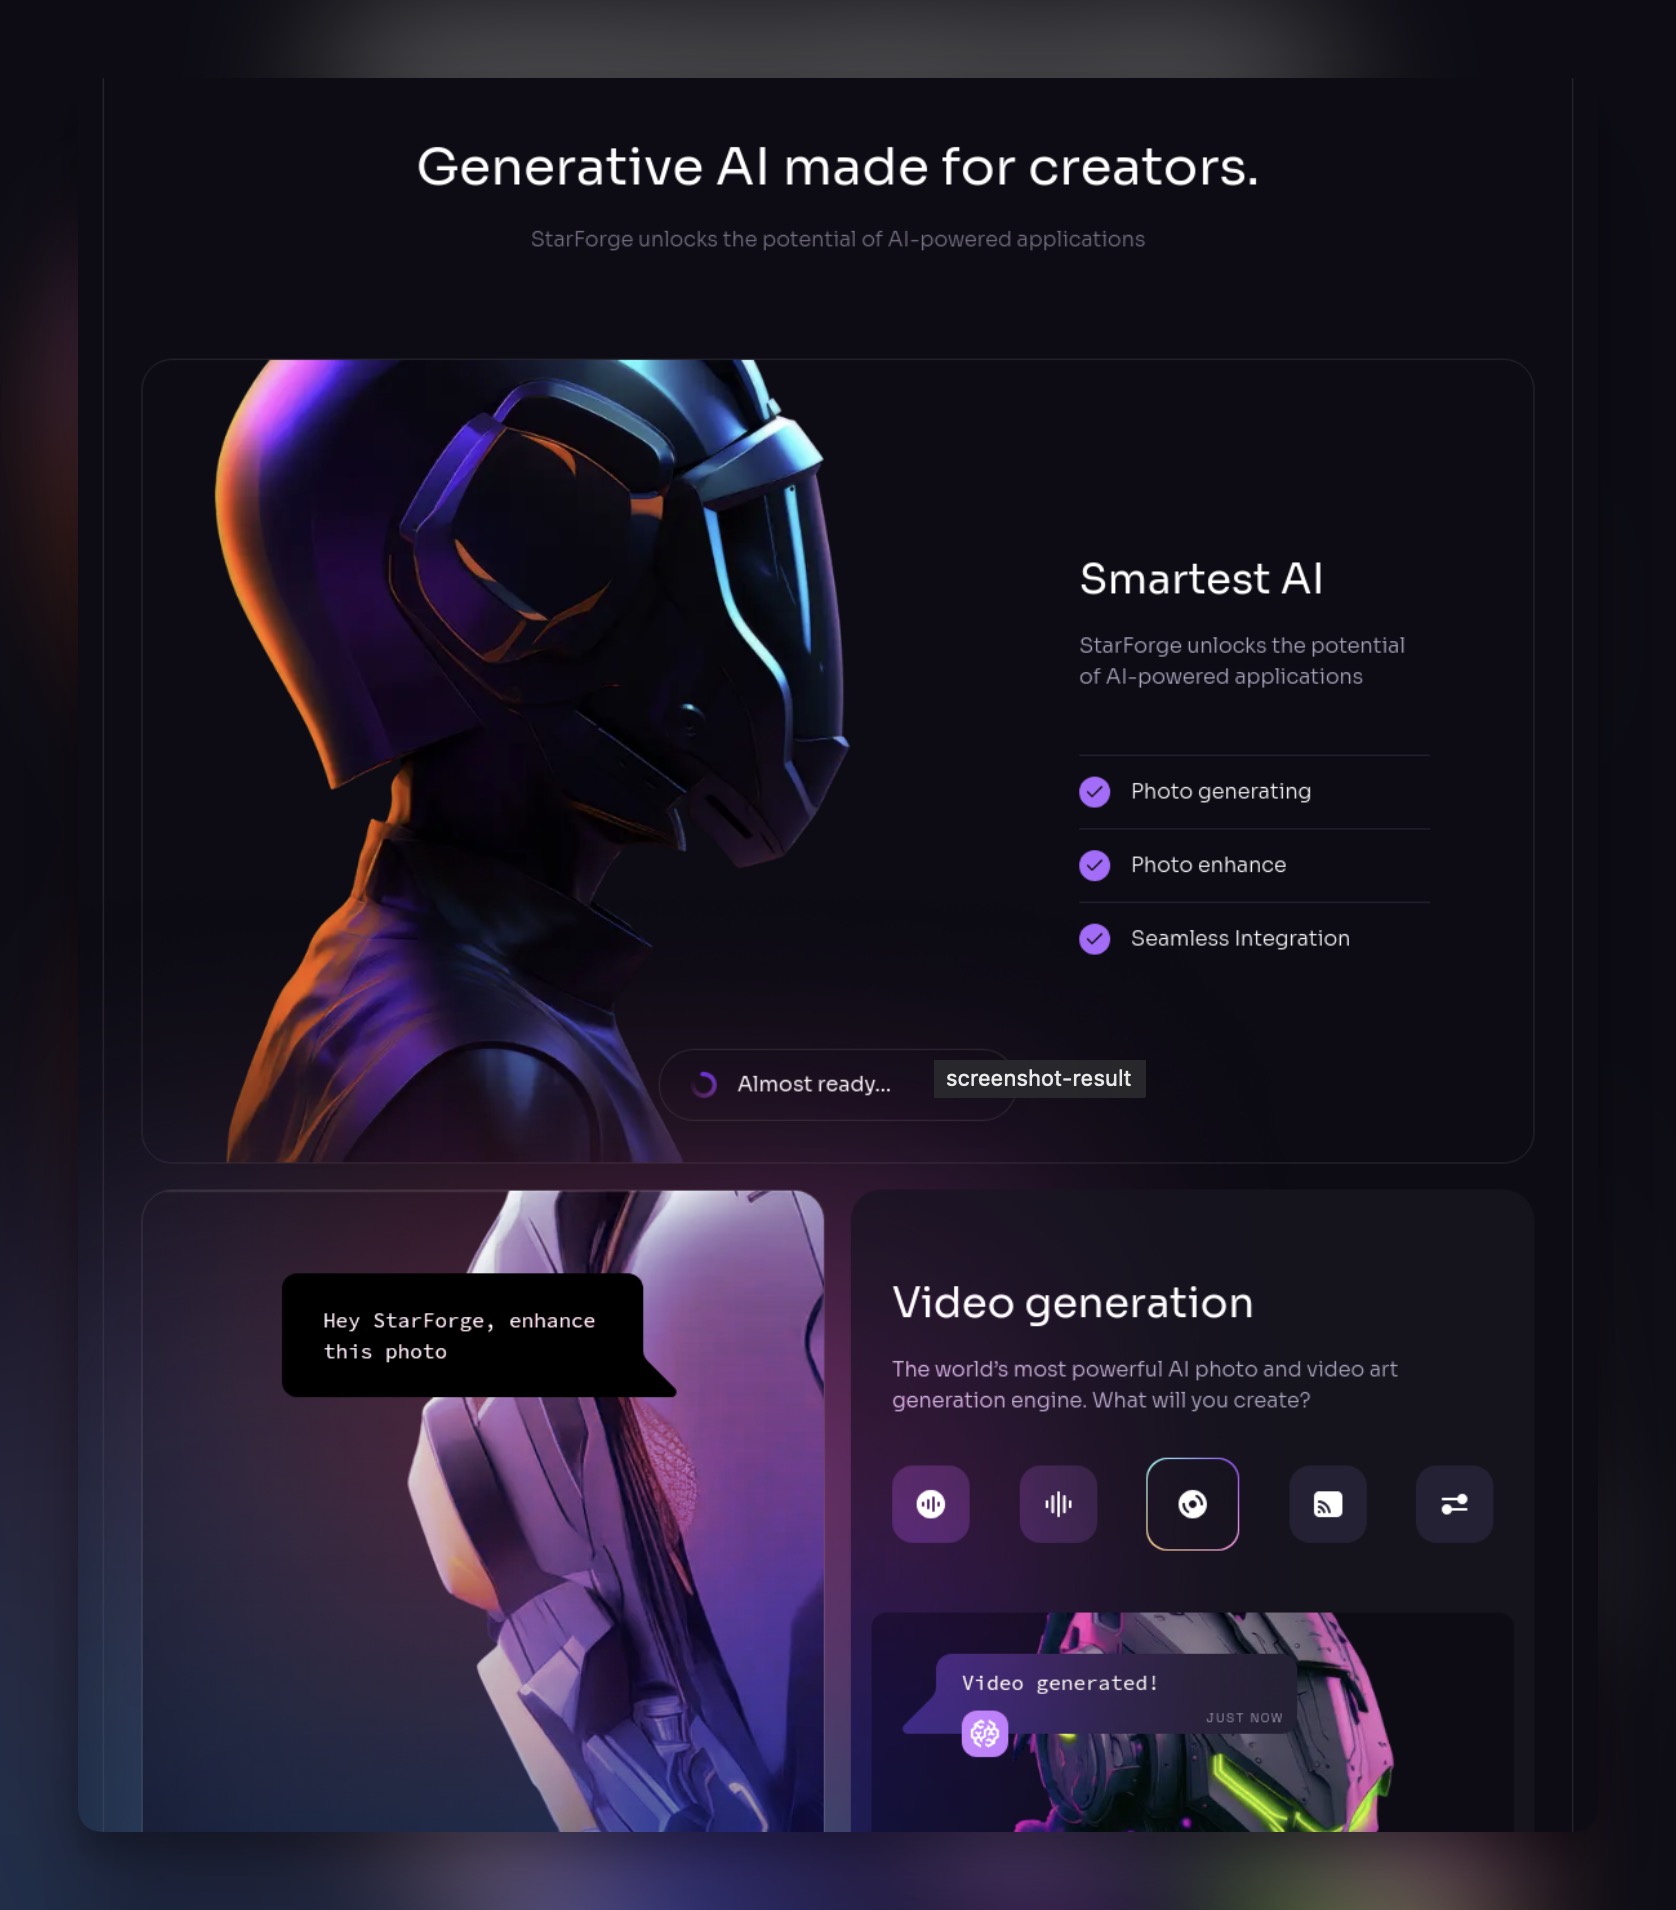 Generative AI made for creators.
StarForge unlocks the potential of AI-powered applications
Smartest AI
StarForge unlocks the potential
of AI-powered applications
Photo generating
Photo enhance
Seamless Integration
Almost ready...
screenshot-result
Hey StarForge, enhance
this photo
Video generation
The world’s most powerful AI photo and video art
generation engine. What will you create?
Video generated!
JUST NOW